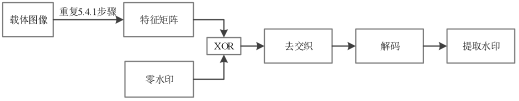 载体图像
重复5.4.1步骤
特征矩阵
XOR
去交织
解码
提取水印
零水印